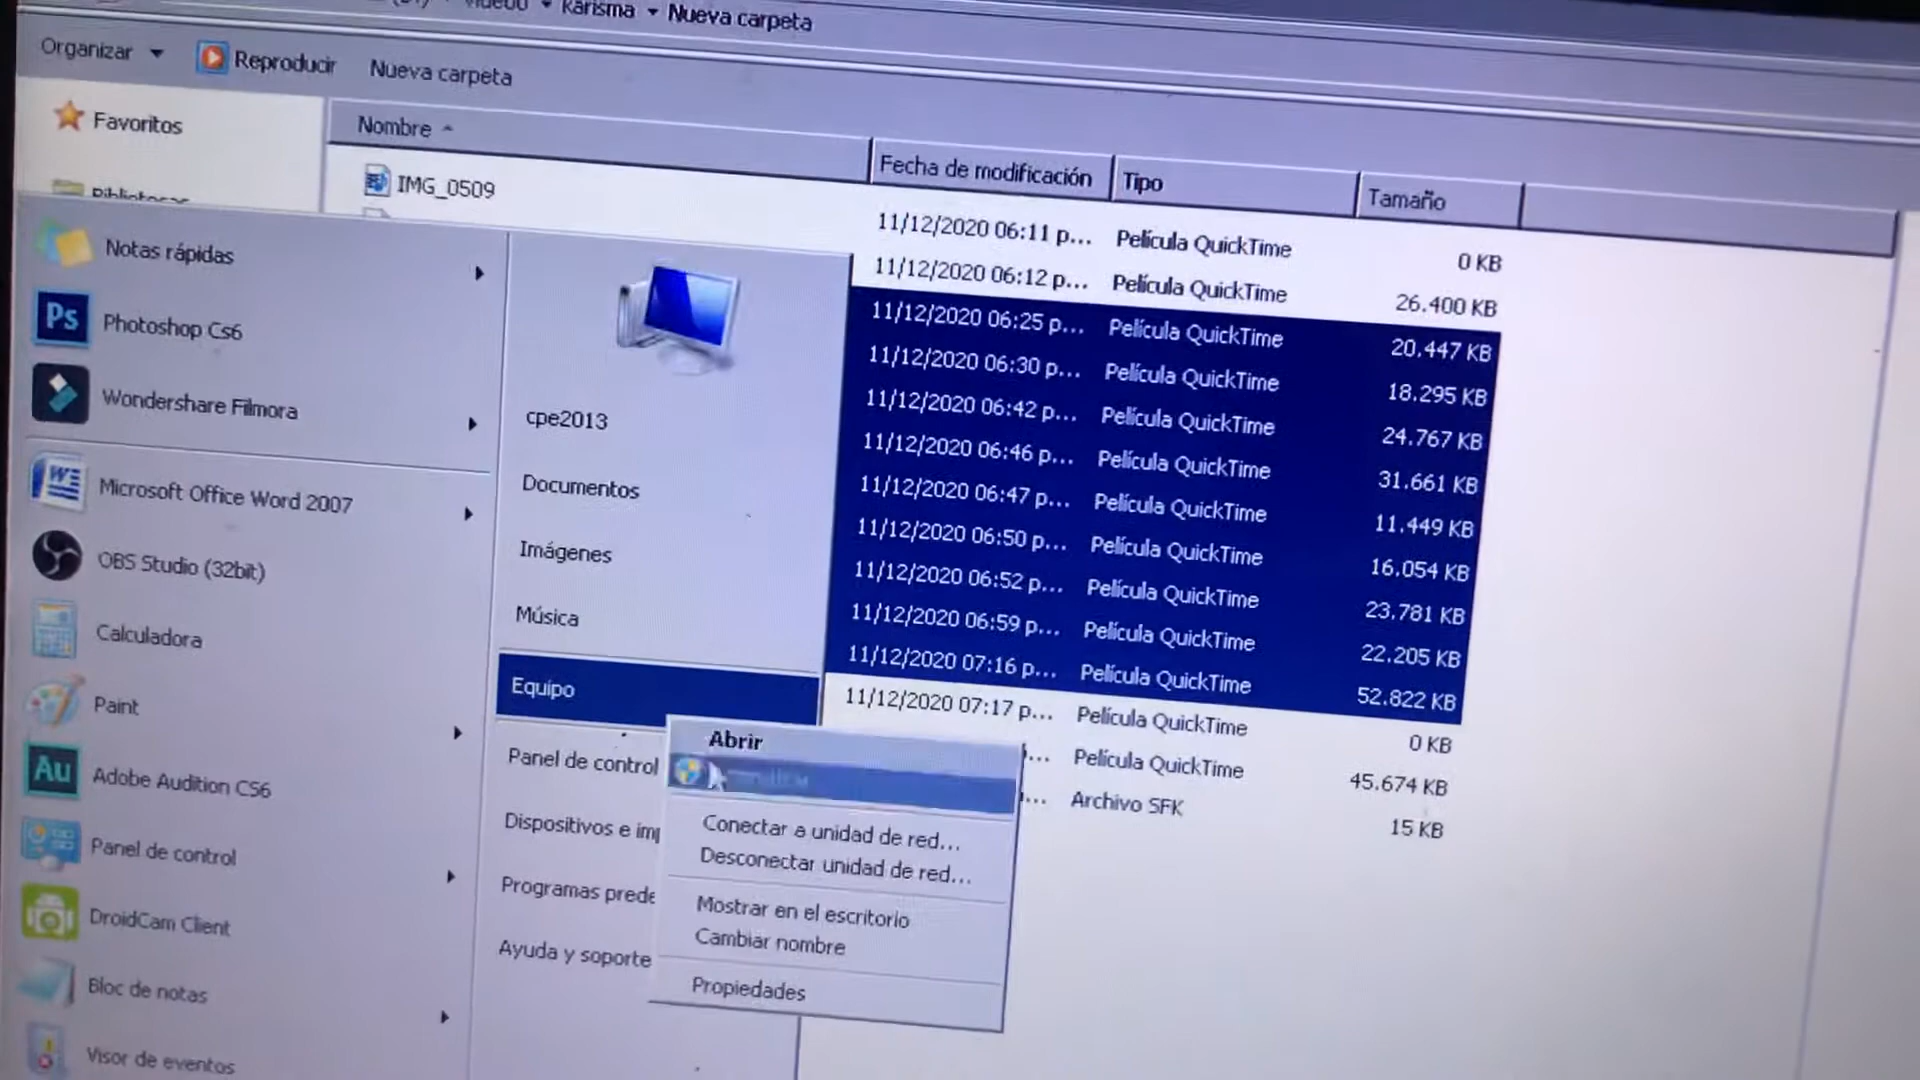 Karisma Nueva carpeta
Organizar Reproducir Nueva carpeta
Favoritos
Bibliotecas
Nombre Fecha de modificación Tipo Tamaño
IMG_0509
11/12/2020 06:11 p... Película QuickTime 0 KB
11/12/2020 06:12 p... Película QuickTime 26.400 KB
11/12/2020 06:25 p... Película QuickTime 20.447 KB
11/12/2020 06:30 p... Película QuickTime 18.295 KB
11/12/2020 06:42 p... Película QuickTime 24.767 KB
11/12/2020 06:46 p... Película QuickTime 31.661 KB
11/12/2020 06:47 p... Película QuickTime 11.449 KB
11/12/2020 06:50 p... Película QuickTime 16.054 KB
11/12/2020 06:52 p... Película QuickTime 23.781 KB
11/12/2020 06:59 p... Película QuickTime 22.205 KB
11/12/2020 07:16 p... Película QuickTime 52.822 KB
11/12/2020 07:17 p... Película QuickTime 0 KB
... Película QuickTime 45.674 KB
... Archivo SFK 15 KB
Notas rápidas
Ps Photoshop Cs6
Wondershare Filmora
Microsoft Office Word 2007
OBS Studio (32bit)
Calculadora
Paint
Au Adobe Audition CS6
Panel de control
DroidCam Client
Bloc de notas
Visor de eventos
cpe2013
Documentos
Imágenes
Música
Equipo
Panel de control
Dispositivos e imp
Programas prede
Ayuda y soporte
Abrir
Conectar a unidad de red...
Desconectar unidad de red...
Mostrar en el escritorio
Cambiar nombre
Propiedades